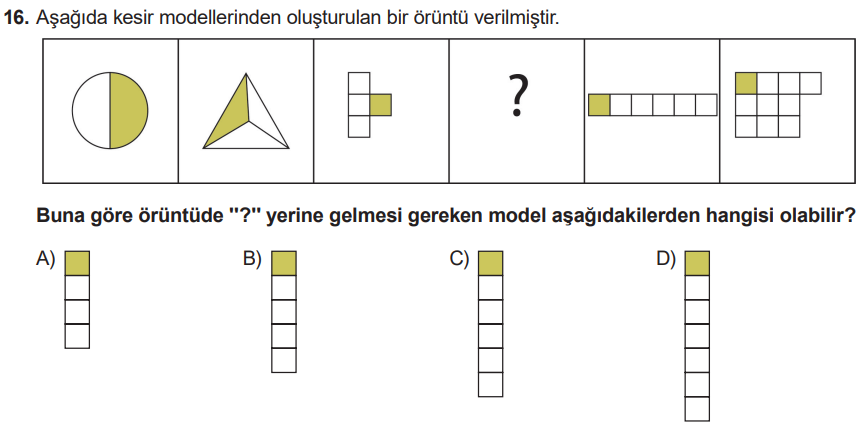 16. Aşağıda kesir modellerinden oluşturulan bir örüntü verilmiştir.
?
Buna göre örüntüde "?" yerine gelmesi gereken model aşağıdakilerden hangisi olabilir?
A) B) C) D)